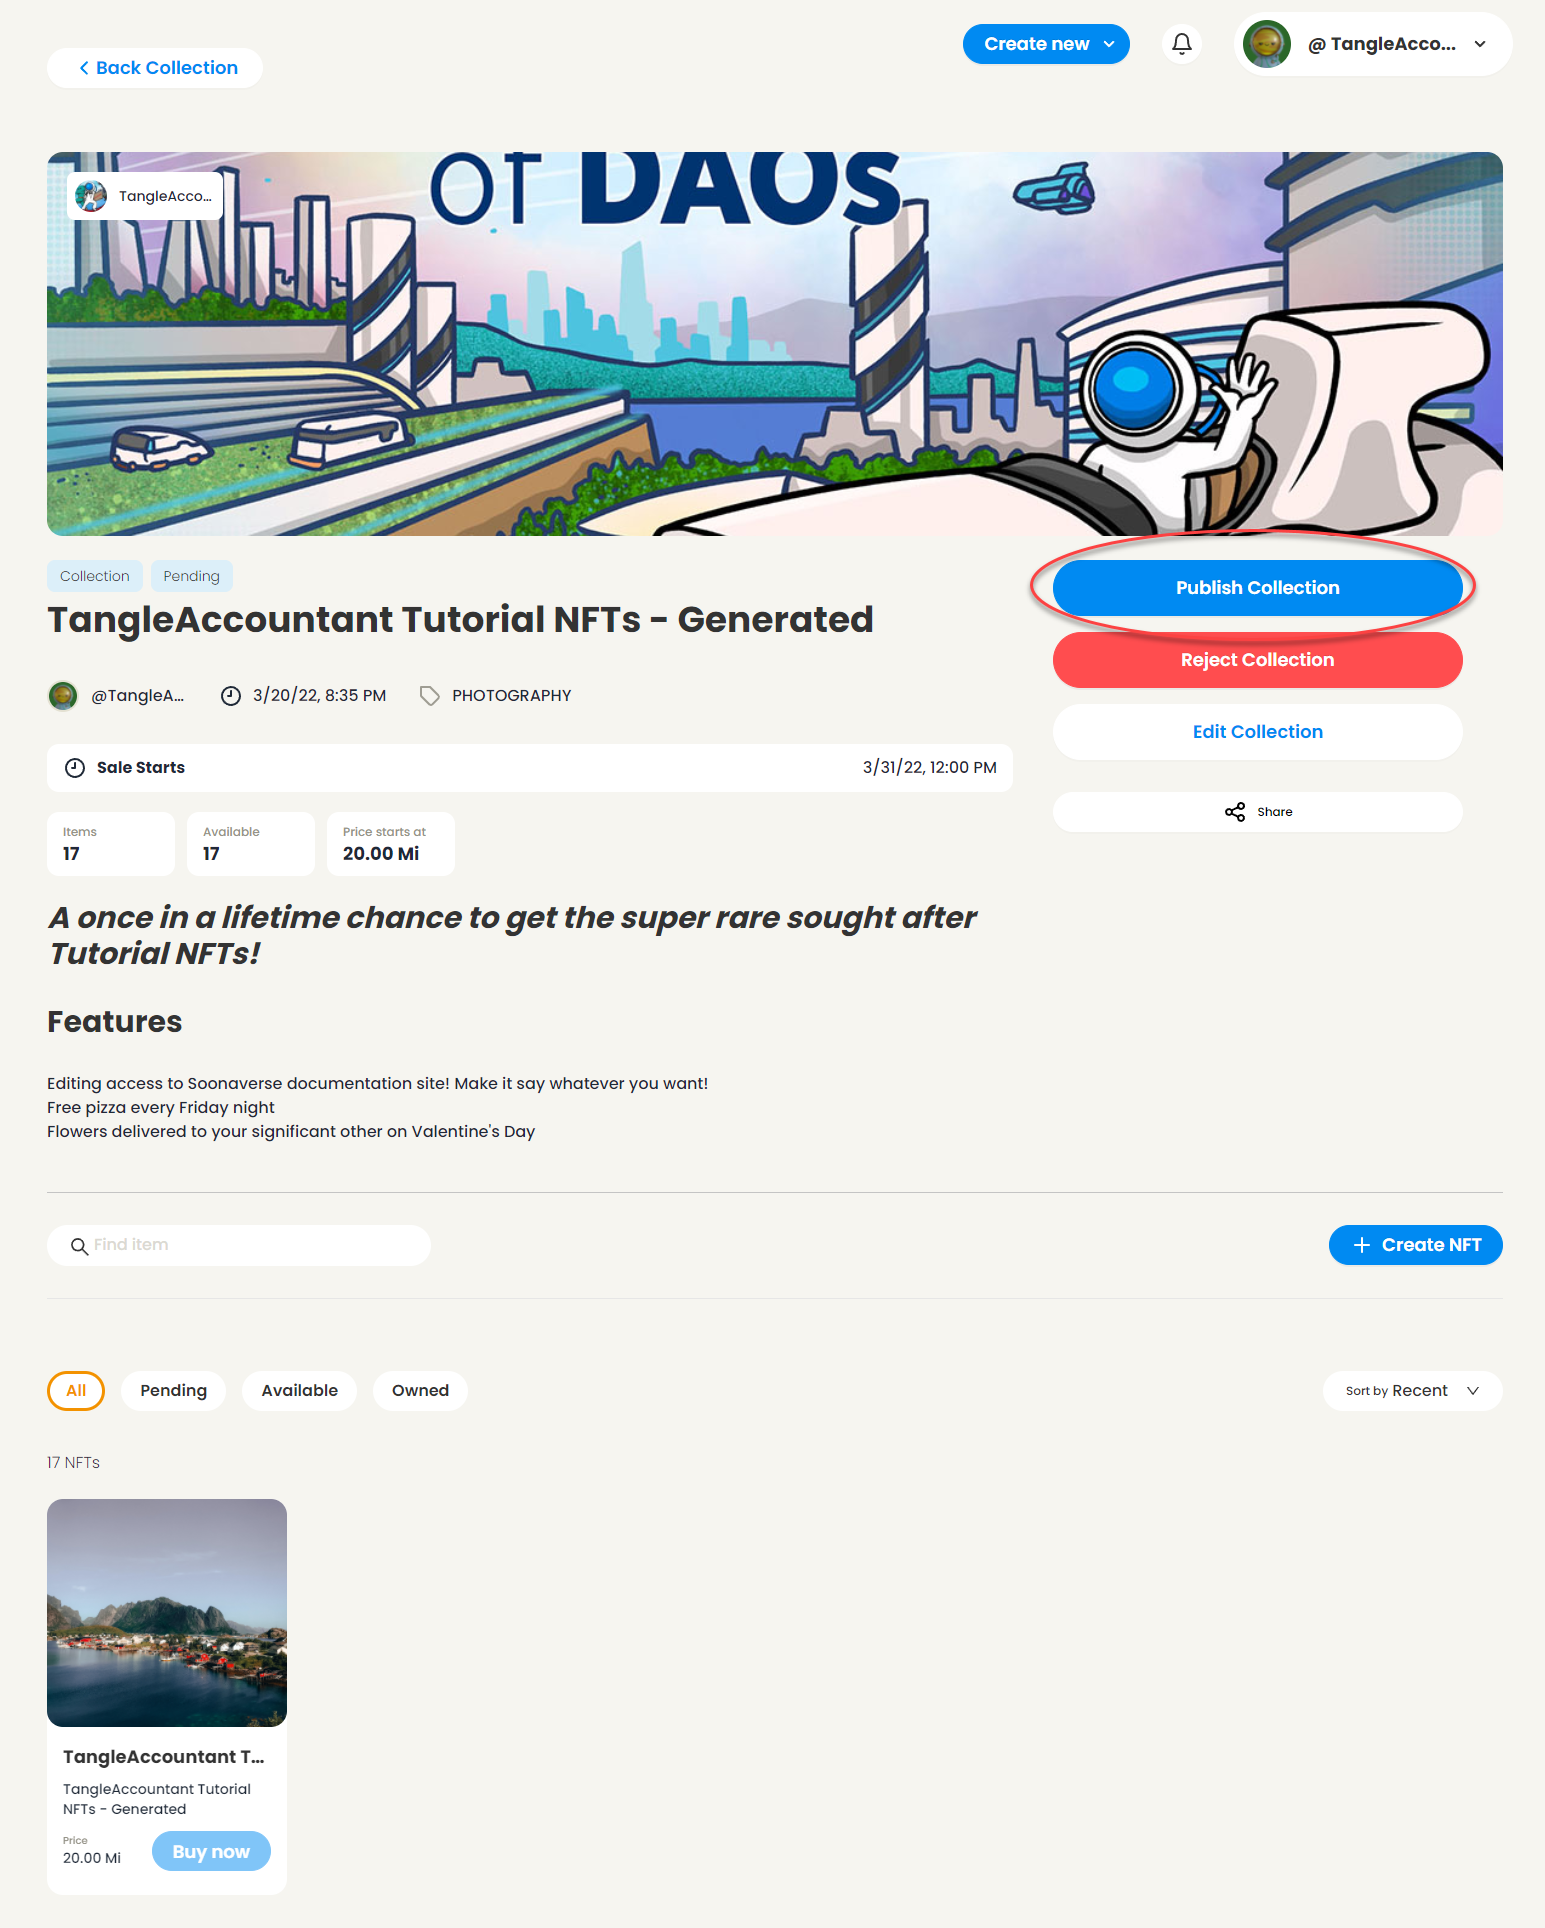 Back Collection
Create new
@ TangleAcco...
TangleAcco...
of DAOs
Collection
Pending
TangleAccountant Tutorial NFTs - Generated
@TangleA...
3/20/22, 8:35 PM
PHOTOGRAPHY
Sale Starts
3/31/22, 12:00 PM
Items
17
Available
17
Price starts at
20.00 Mi
Publish Collection
Reject Collection
Edit Collection
Share
A once in a lifetime chance to get the super rare sought after
Tutorial NFTs!
Features
Editing access to Soonaverse documentation site! Make it say whatever you want!
Free pizza every Friday night
Flowers delivered to your significant other on Valentine's Day
Find item
Create NFT
All
Pending
Available
Owned
Sort by Recent
17 NFTs
TangleAccountant T...
TangleAccountant Tutorial
NFTs - Generated
Price
20.00 Mi
Buy now